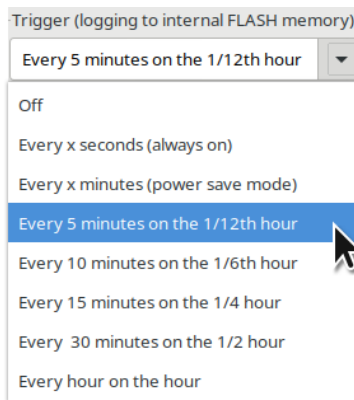 Trigger (logging to internal FLASH memory)
Every 5 minutes on the 1/12th hour
Off
Every x seconds (always on)
Every x minutes (power save mode)
Every 5 minutes on the 1/12th hour
Every 10 minutes on the 1/6th hour
Every 15 minutes on the 1/4 hour
Every  30 minutes on the 1/2 hour
Every hour on the hour